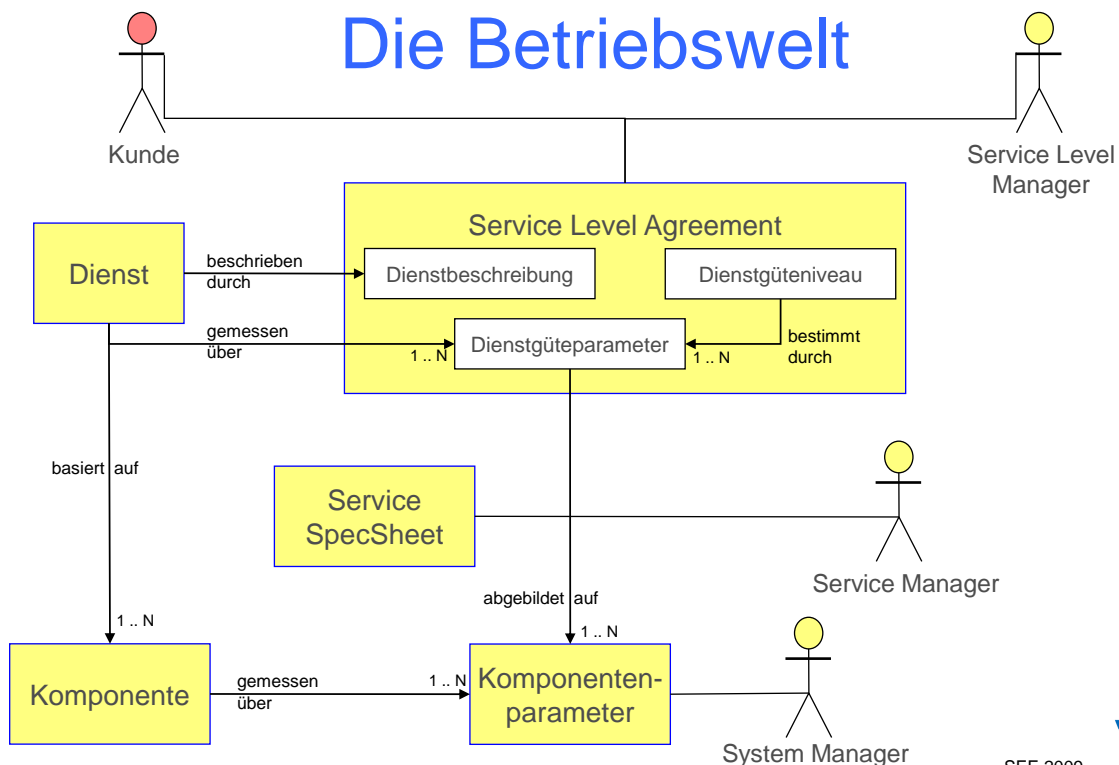 Die Betriebswelt
Kunde
Service Level
Manager
Service Level Agreement
Dienst
beschrieben
durch
Dienstbeschreibung
Dienstgüteniveau
gemessen
über
1 .. N
Dienstgüteparameter
1 .. N
bestimmt
durch
basiert auf
Service
SpecSheet
Service Manager
abgebildet auf
1 .. N
1 .. N
Komponente
gemessen
über
1 .. N
Komponenten-
parameter
System Manager